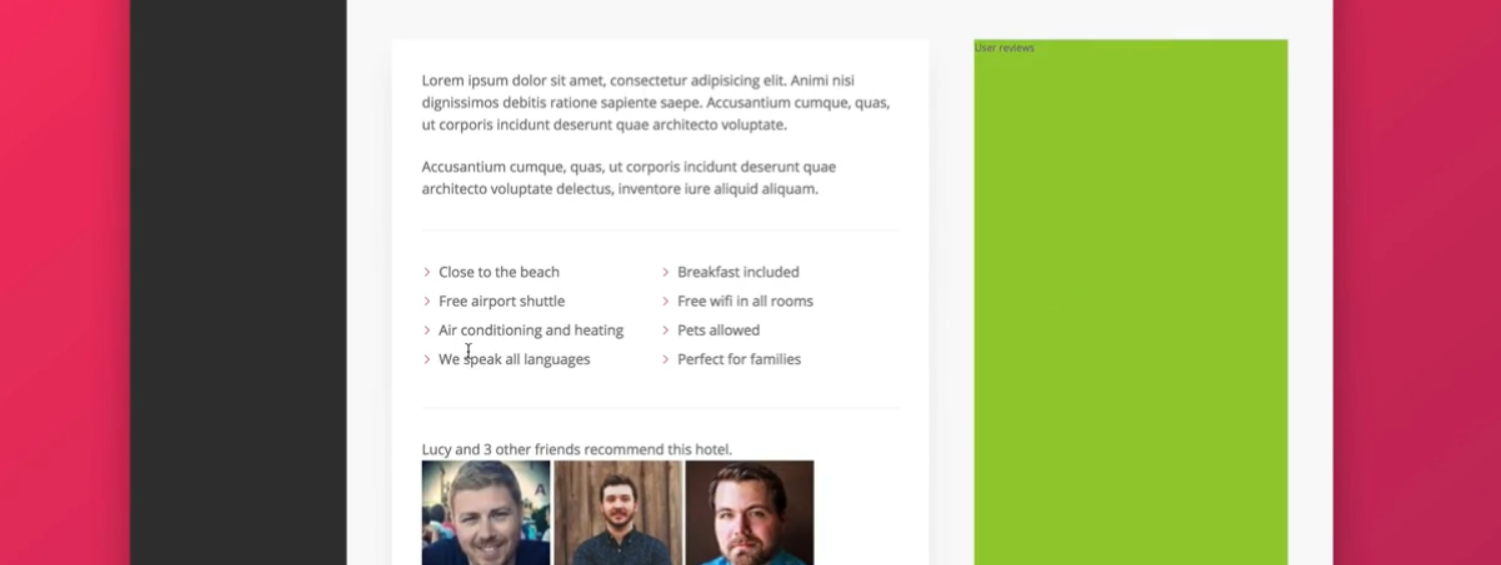 Lorem ipsum dolor sit amet, consectetur adipisicing elit. Animi nisi
dignissimos debitis ratione sapiente saepe. Accusantium cumque, quas,
ut corporis incidunt deserunt quae architecto voluptate.
Accusantium cumque, quas, ut corporis incidunt deserunt quae
architecto voluptate delectus, inventore iure aliquid aliquam.
Close to the beach
Free airport shuttle
Air conditioning and heating
We speak all languages
Breakfast included
Free wifi in all rooms
Pets allowed
Perfect for families
Lucy and 3 other friends recommend this hotel.
User reviews